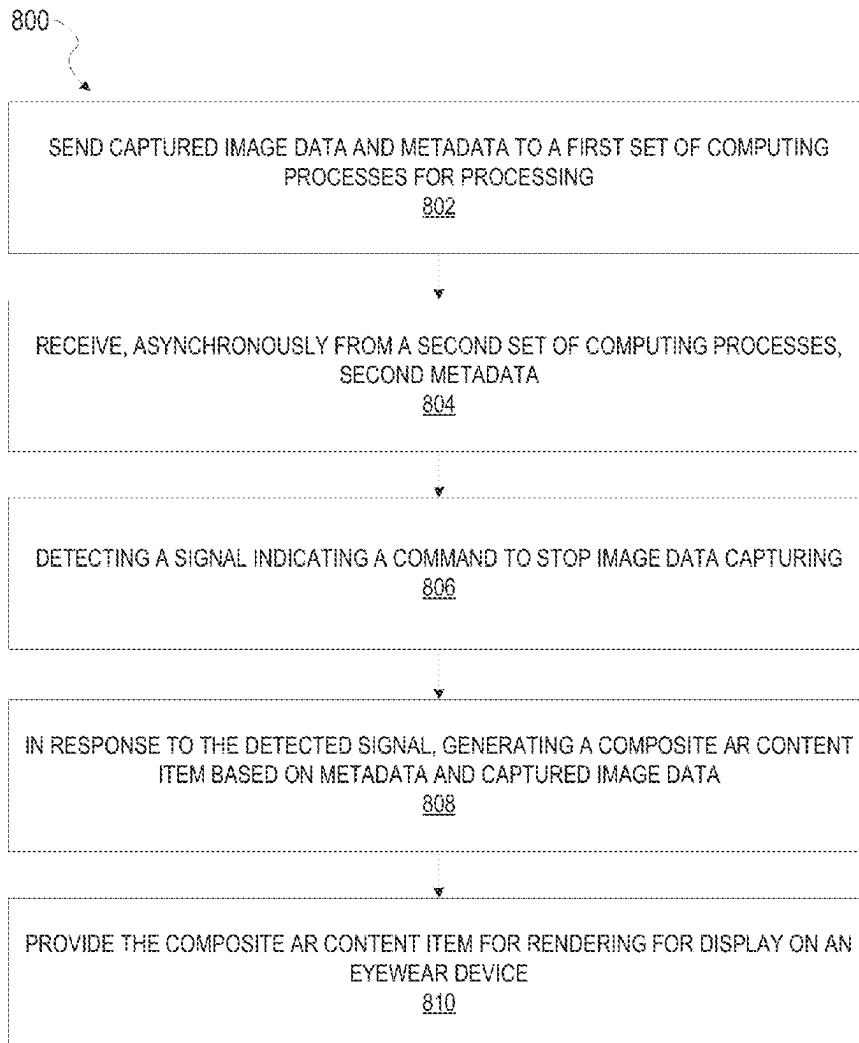 800
SEND CAPTURED IMAGE DATA AND METADATA TO A FIRST SET OF COMPUTING
PROCESSES FOR PROCESSING
802
RECEIVE, ASYNCHRONOUSLY FROM A SECOND SET OF COMPUTING PROCESSES,
SECOND METADATA
804
DETECTING A SIGNAL INDICATING A COMMAND TO STOP IMAGE DATA CAPTURING
806
IN RESPONSE TO THE DETECTED SIGNAL, GENERATING A COMPOSITE AR CONTENT
ITEM BASED ON METADATA AND CAPTURED IMAGE DATA
808
PROVIDE THE COMPOSITE AR CONTENT ITEM FOR RENDERING FOR DISPLAY ON AN
EYEWEAR DEVICE
810